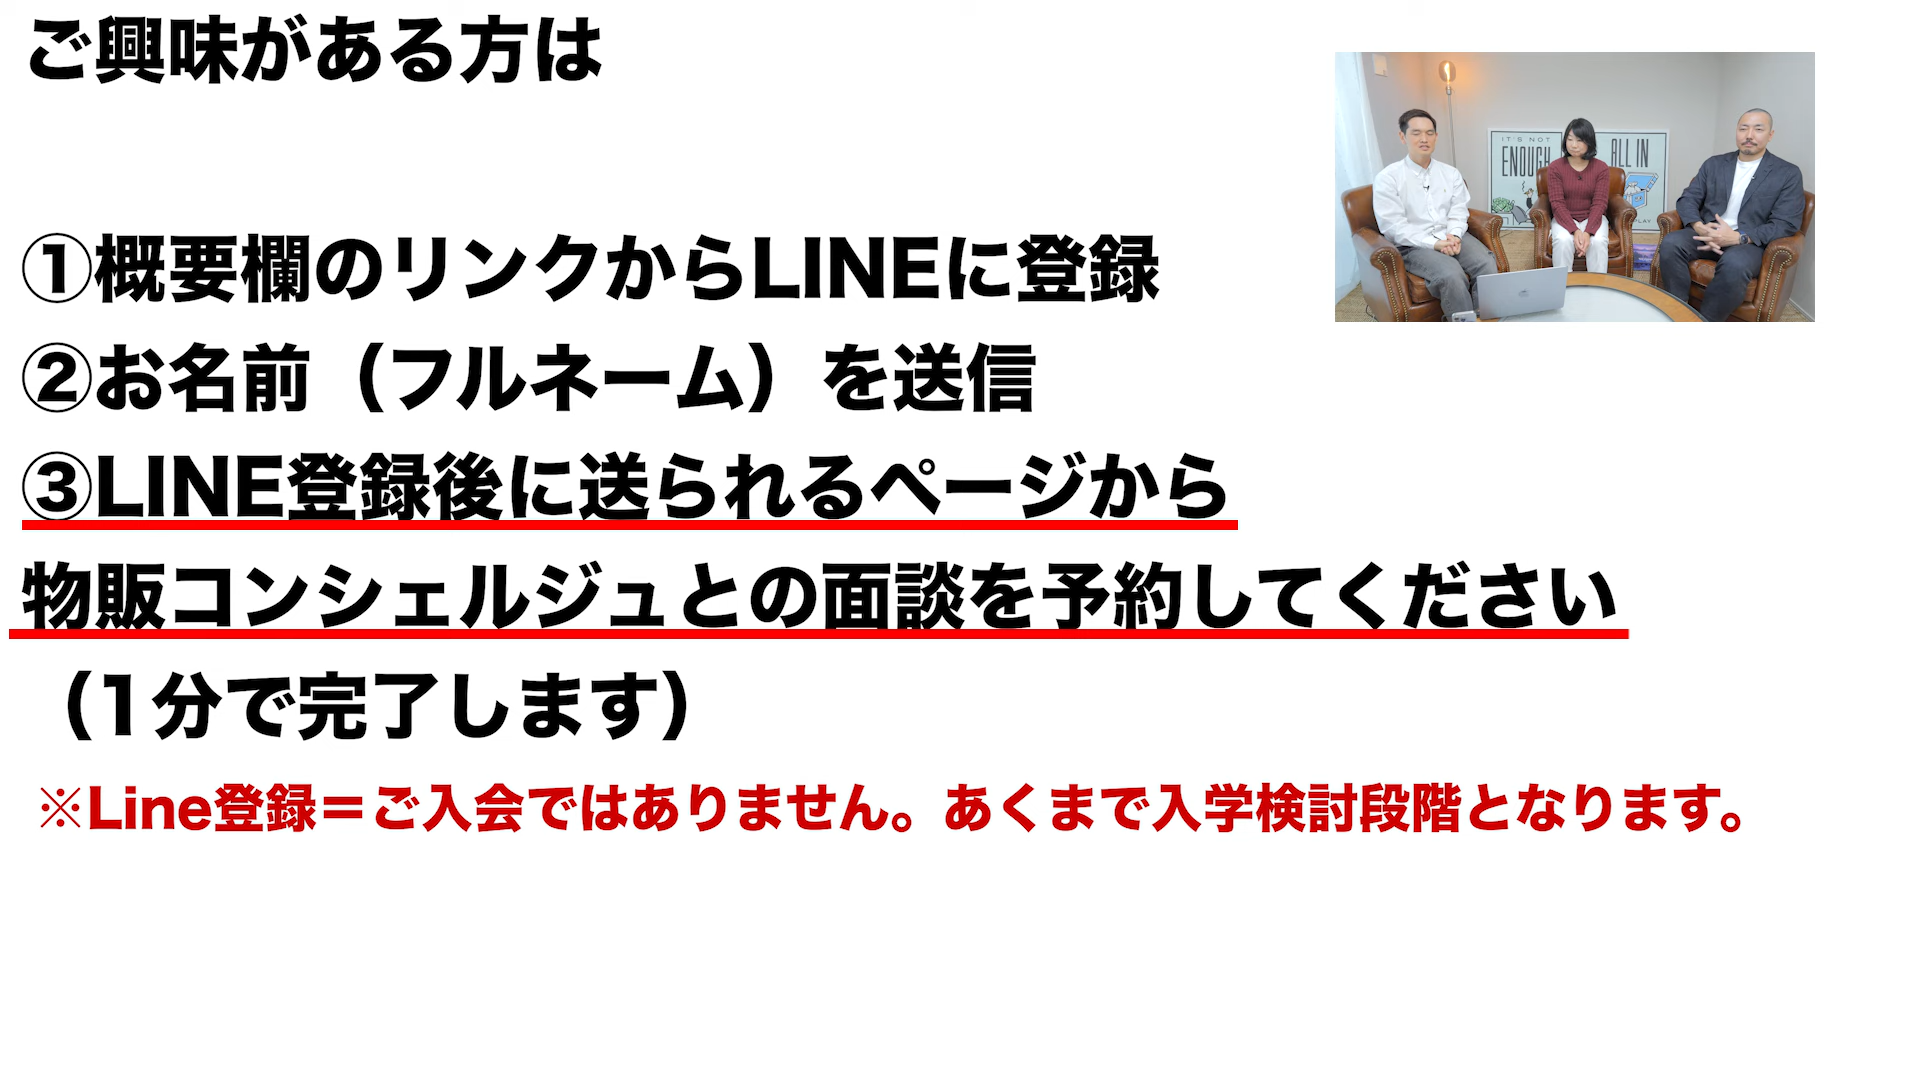 ご興味がある方は
①概要欄のリンクからLINEに登録
②お名前（フルネーム）を送信
③LINE登録後に送られるページから
物販コンシェルジュとの面談を予約してください
（1分で完了します）
※Line登録＝ご入会ではありません。あくまで入学検討段階となります。
IT'S NOT
ENOUGH
ALL IN
PLAY